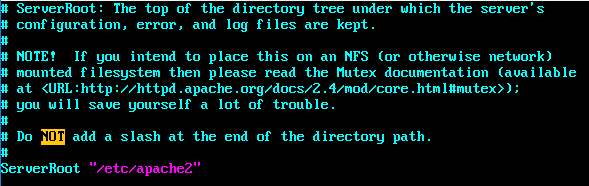 # ServerRoot: The top of the directory tree under which the server's
# configuration, error, and log files are kept.
#
# NOTE!  If you intend to place this on an NFS (or otherwise network)
# mounted filesystem then please read the Mutex documentation (available
# at <URL:http://httpd.apache.org/docs/2.4/mod/core.html#mutex>);
# you will save yourself a lot of trouble.
#
# Do NOT add a slash at the end of the directory path.
#
ServerRoot "/etc/apache2"